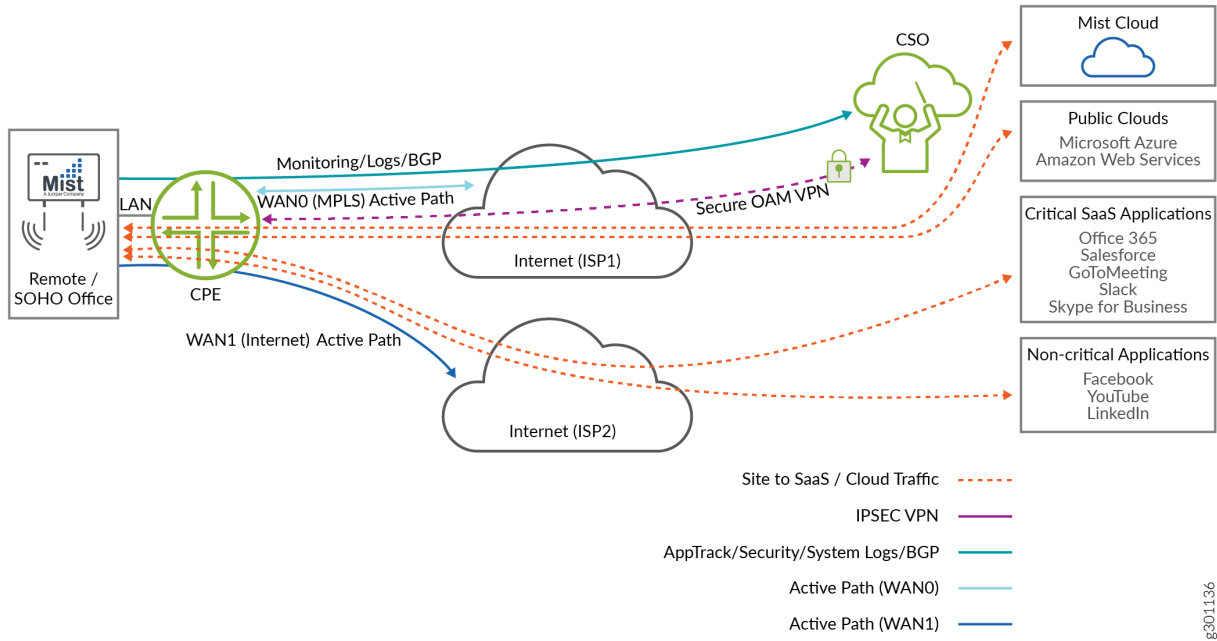 CSO
Mist Cloud
Public Clouds
Microsoft Azure
Amazon Web Services
Monitoring/Logs/BGP
Mist
A Juniper Company
LAN
WAN0 (MPLS) Active Path
Secure OAM VPN
Critical SaaS Applications
Office 365
Salesforce
GoToMeeting
Slack
Skype for Business
Internet (ISP1)
Remote /
SOHO Office
CPE
WAN1 (Internet) Active Path
Non-critical Applications
Facebook
YouTube
LinkedIn
Internet (ISP2)
Site to SaaS / Cloud Traffic
IPSEC VPN
AppTrack/Security/System Logs/BGP
Active Path (WAN0)
Active Path (WAN1)
g301136